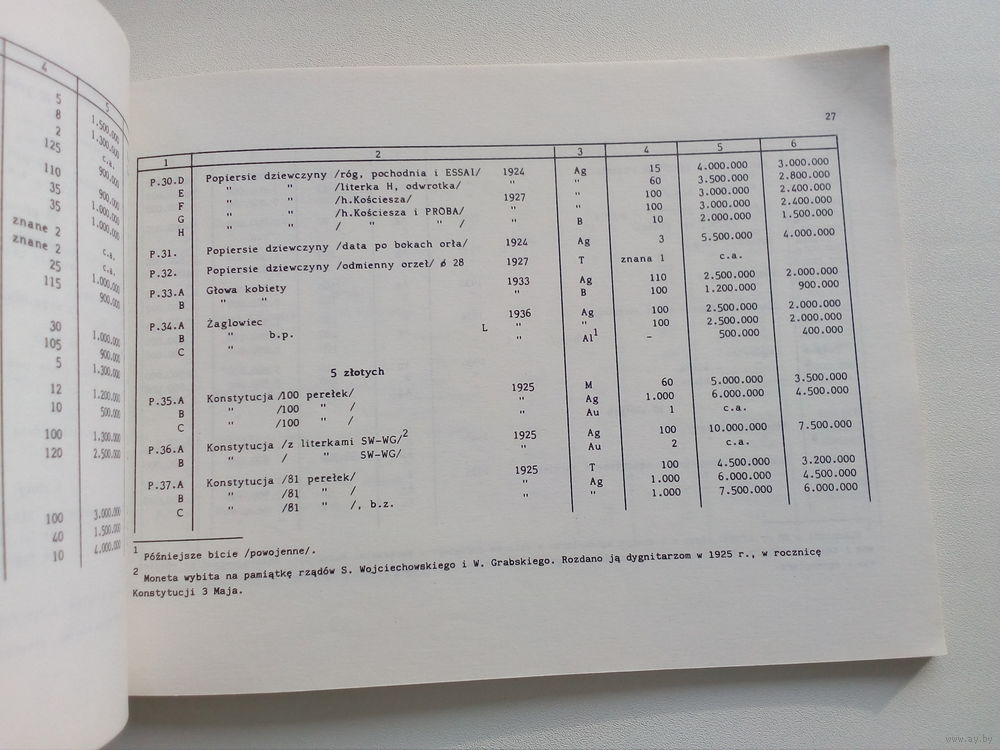 4 5
5 1.500.000
8 1.300.000
2 c.a.
125 900.000
110 900.000
35 1.000.000
35 1.000.000
znane 2 c.a.
znane 2 c.a.
25 1.000.000
115 900.000
30 1.000.000
105 900.000
5 1.300.000
12 1.200.000
10 500.000
100 1.300.000
120 2.500.000
100 3.000.000
40 1.500.000
10 4.000.000
27
1 2 3 4 5 6
P.30.D Popiersie dziewczyny /róg, pochodnia i ESSAI/ 1924 Ag 15 4.000.000 3.000.000
E " " /literka H, odwrotka/ " " 60 3.500.000 2.800.000
F " " /h.Kościesza/ 1927 " 100 3.000.000 2.400.000
G " " /h.Kościesza i PROBA/ " " 100 3.000.000 2.400.000
H " " / " " / " B 10 2.000.000 1.500.000
P.31. Popiersie dziewczyny /data po bokach orła/ 1924 Ag 3 5.500.000 4.000.000
P.32. Popiersie dziewczyny /odmienny orzeł/ ø 28 1927 T znana 1 c.a.
P.33.A Głowa kobiety 1933 Ag 110 2.500.000 2.000.000
B " " " B 100 1.200.000 900.000
P.34.A Żaglowiec 1936 Ag 100 2.500.000 2.000.000
B " b.p. L " " 100 2.500.000 2.000.000
C " " Al1 - 500.000 400.000
5 złotych
P.35.A Konstytucja /100 perełek/ 1925 M 60 5.000.000 3.500.000
B " /100 " / " Ag 1.000 6.000.000 4.500.000
C " /100 " / " Au 1 c.a.
P.36.A Konstytucja /z literkami SW-WG/2 1925 Ag 100 10.000.000 7.500.000
B " / " SW-WG/ " Au 2 c.a.
P.37.A Konstytucja /81 perełek/ 1925 T 100 4.500.000 3.200.000
B " /81 " / " Ag 1.000 6.000.000 4.500.000
C " /81 " /, b.z. " " 1.000 7.500.000 6.000.000
1 Późniejsze bicie /powojenne/.
2 Moneta wybita na pamiątkę rządów S. Wojciechowskiego i W. Grabskiego. Rozdano ją dygnitarzom w 1925 r., w rocznicę
Konstytucji 3 Maja.
www.ay.by